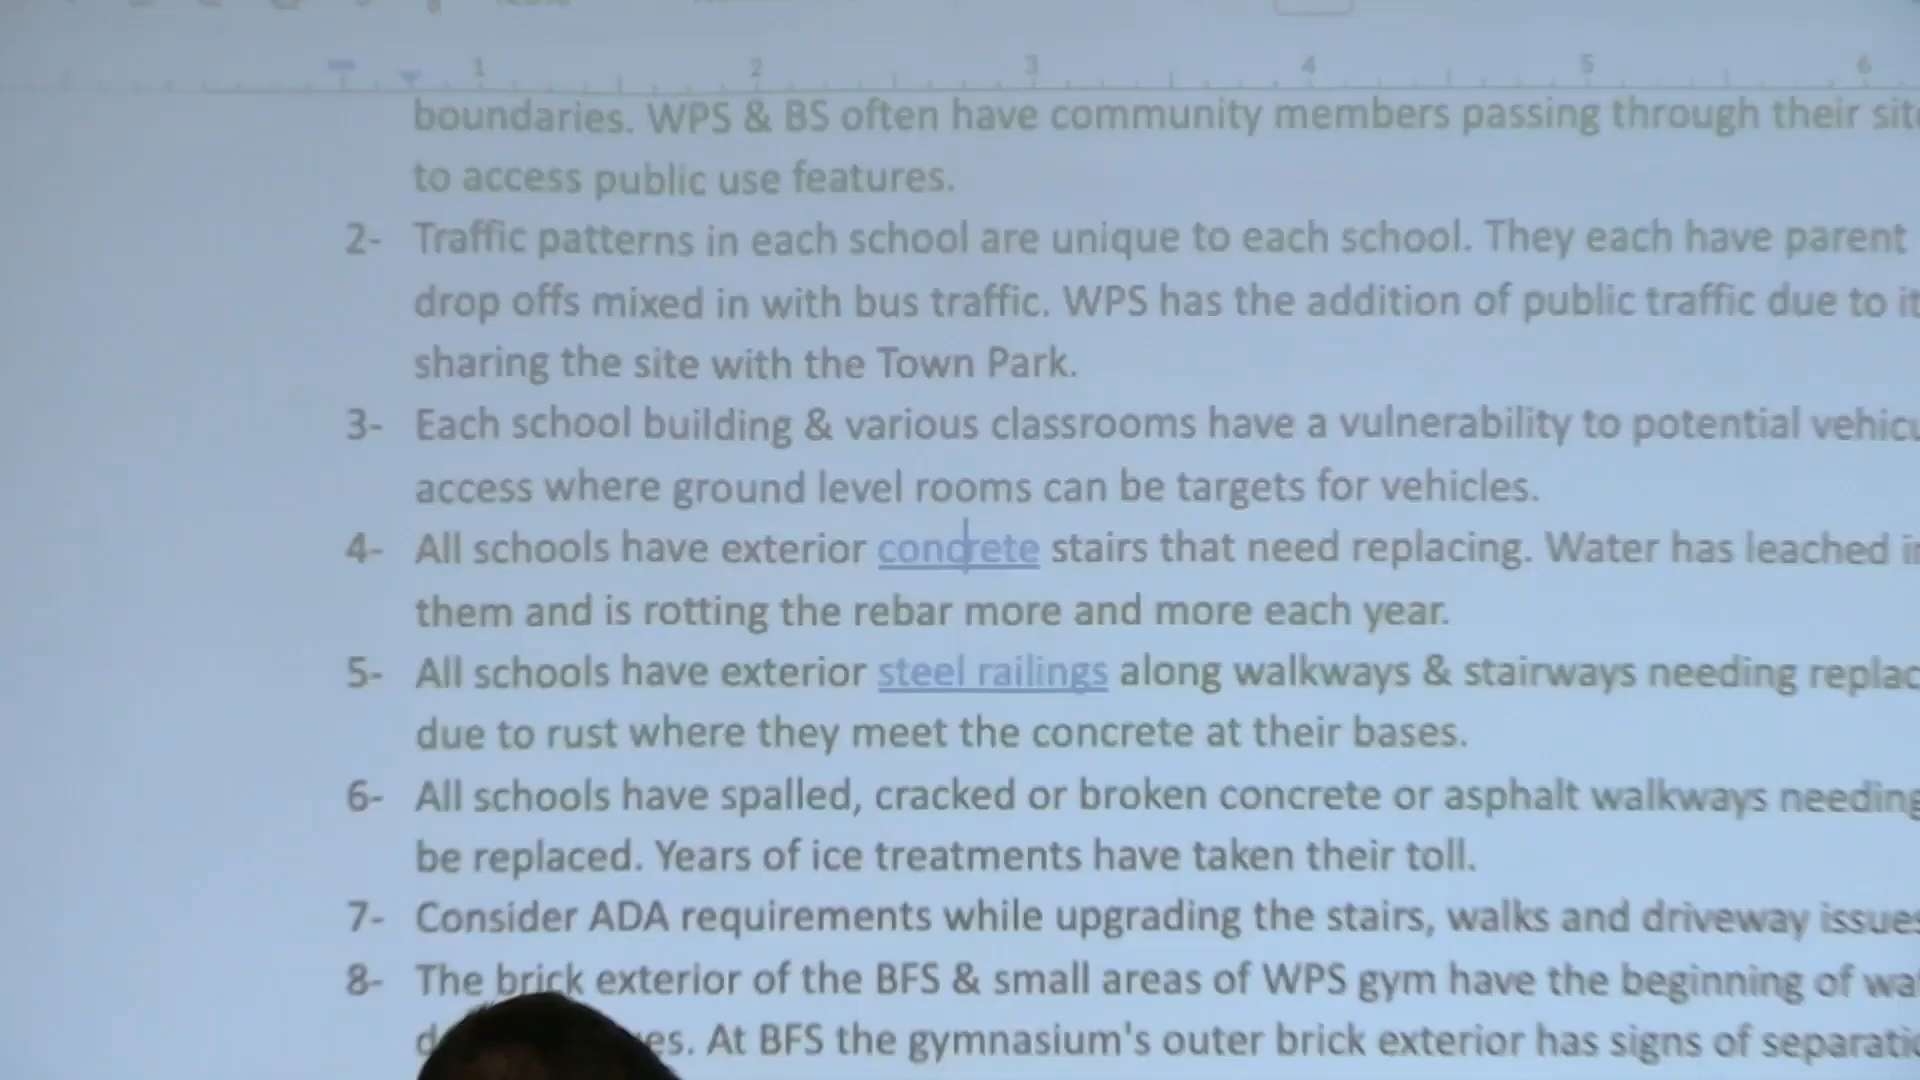 1 2 3 4 5 6
boundaries. WPS & BS often have community members passing through their
to access public use features.
2- Traffic patterns in each school are unique to each school. They each have parent
drop offs mixed in with bus traffic. WPS has the addition of public traffic due to
sharing the site with the Town Park.
3- Each school building & various classrooms have a vulnerability to potential
access where ground level rooms can be targets for vehicles.
4- All schools have exterior concrete stairs that need replacing. Water has leached
them and is rotting the rebar more and more each year.
5- All schools have exterior steel railings along walkways & stairways needing
due to rust where they meet the concrete at their bases.
6- All schools have spalled, cracked or broken concrete or asphalt walkways needing
be replaced. Years of ice treatments have taken their toll.
7- Consider ADA requirements while upgrading the stairs, walks and driveway issues
8- The brick exterior of the BFS & small areas of WPS gym have the beginning of
At BFS the gymnasium's outer brick exterior has signs of